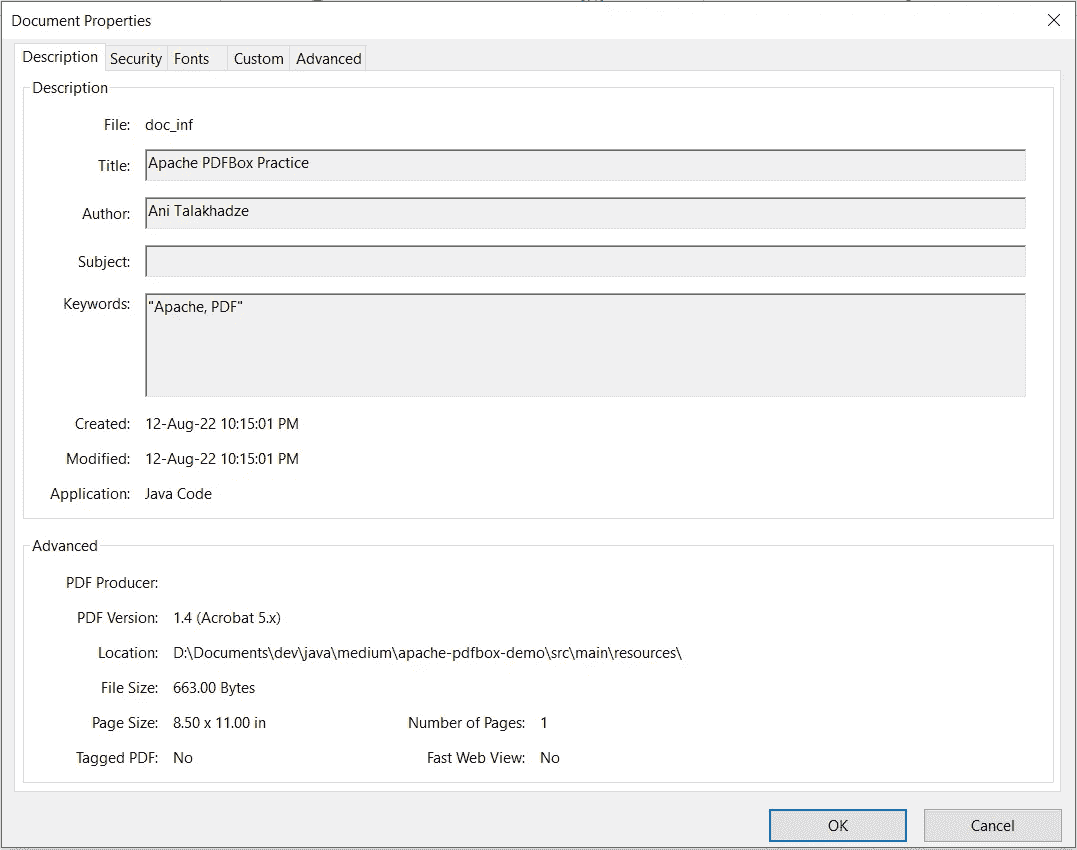 Document Properties
Description Security Fonts Custom Advanced
Description
File: doc_inf
Title: Apache PDFBox Practice
Author: Ani Talakhadze
Subject:
Keywords: "Apache, PDF"
Created: 12-Aug-22 10:15:01 PM
Modified: 12-Aug-22 10:15:01 PM
Application: Java Code
Advanced
PDF Producer:
PDF Version: 1.4 (Acrobat 5.x)
Location: D:\Documents\dev\java\medium\apache-pdfbox-demo\src\main\resources\
File Size: 663.00 Bytes
Page Size: 8.50 x 11.00 in Number of Pages: 1
Tagged PDF: No Fast Web View: No
OK Cancel